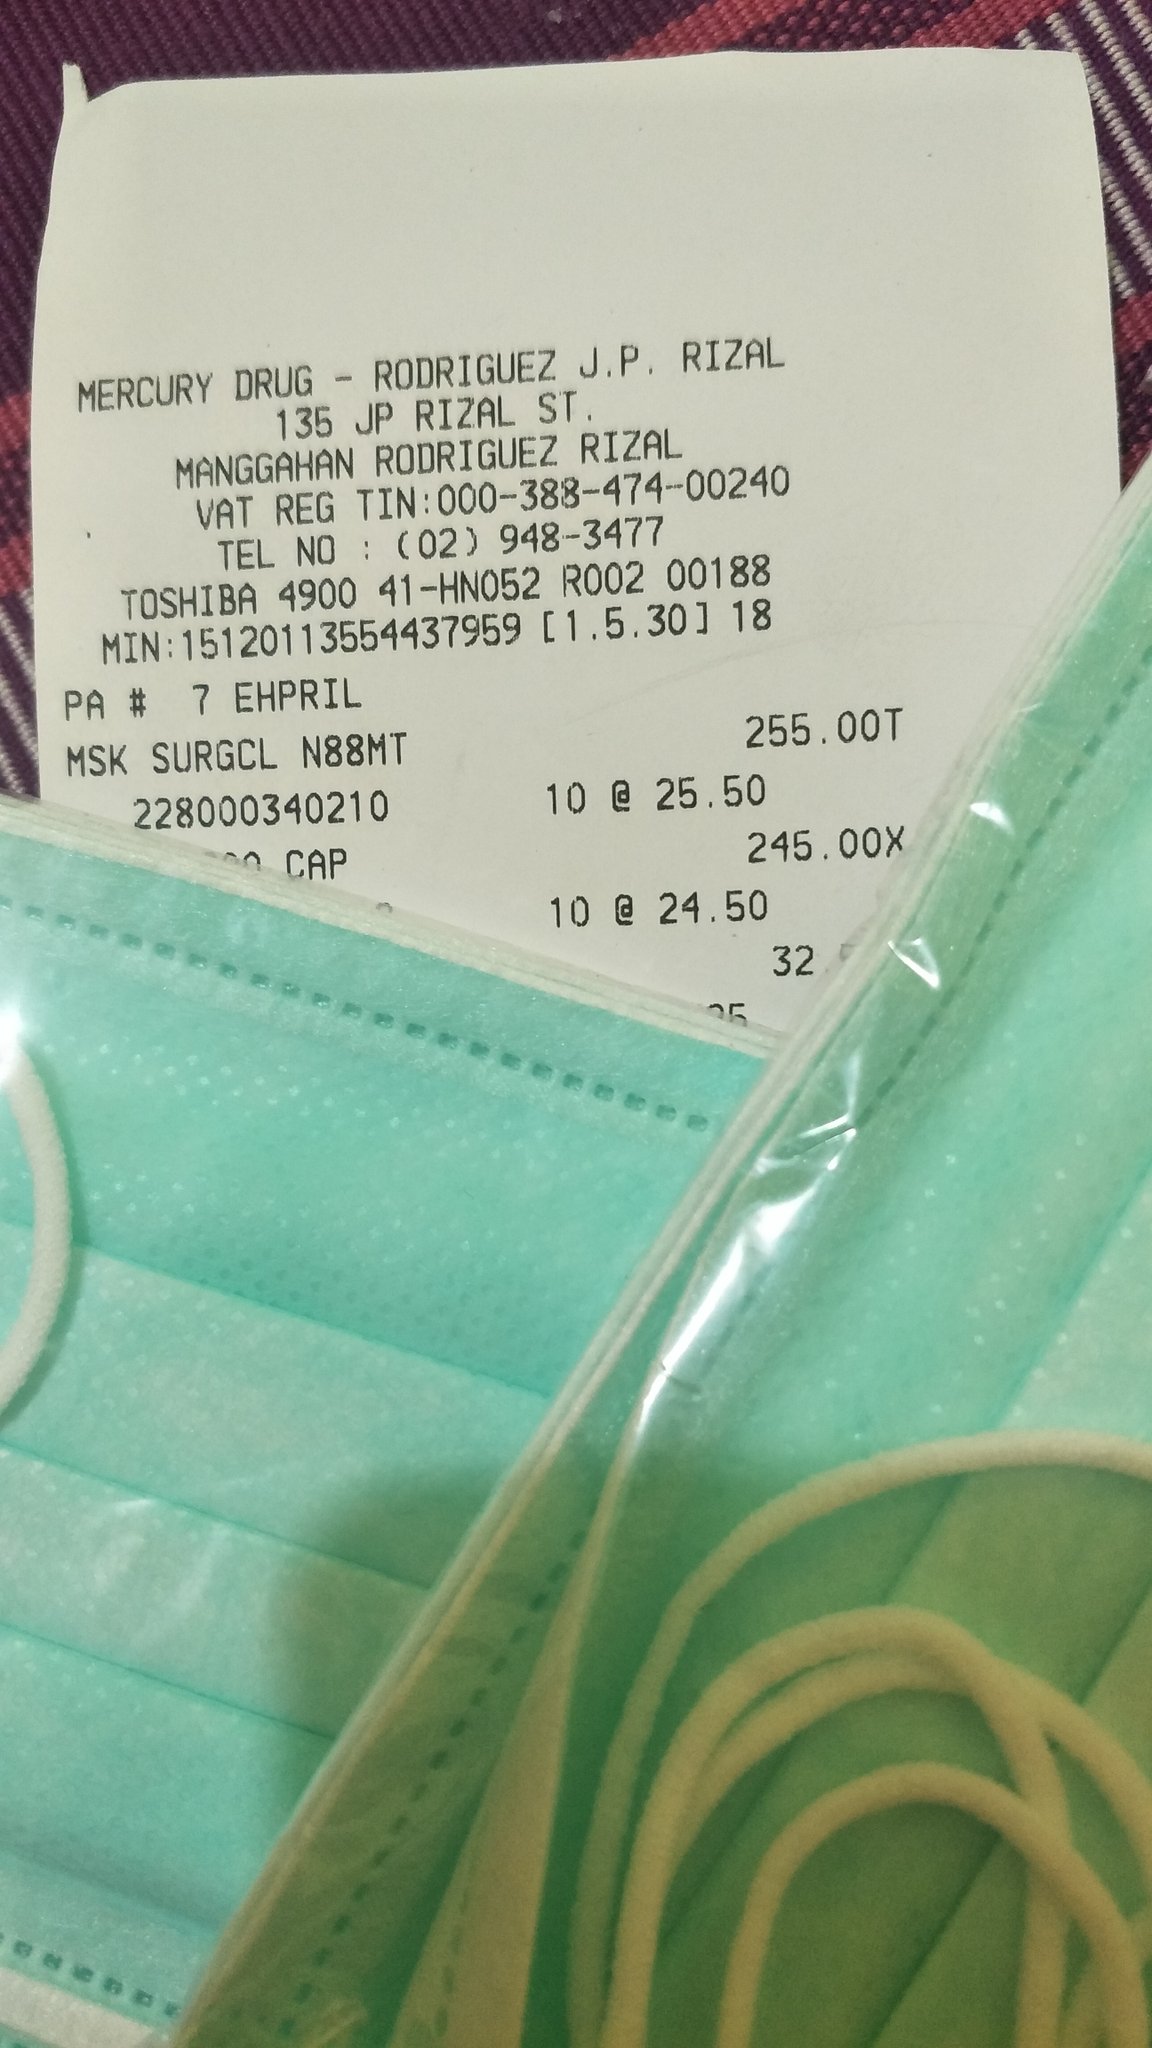 MERCURY DRUG - RODRIGUEZ J.P. RIZAL
135 JP RIZAL ST.
MANGGAHAN RODRIGUEZ RIZAL
VAT REG TIN:000-388-474-00240
TEL NO : (02) 948-3477
TOSHIBA 4900 41-HN052 R002 00188
MIN:15120113554437959 [1.5.30] 18
PA # 7 EHPRIL
MSK SURGCL N88MT 255.00T
228000340210 10 @ 25.50
CAP 245.00X
10 @ 24.50
32.